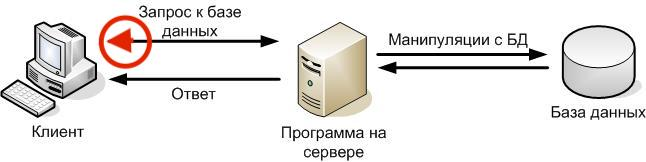 Запрос к базе
данных
Манипуляции с БД
Ответ
Клиент
Программа на
сервере
База данных